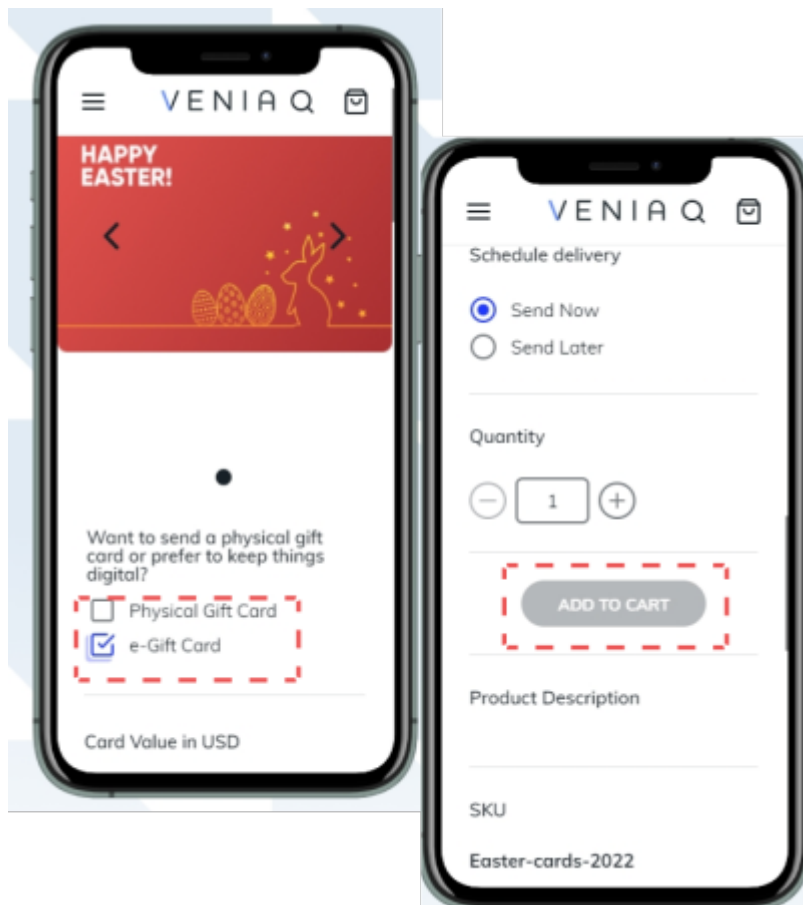 VENIA
HAPPY
EASTER!
Want to send a physical gift
card or prefer to keep things
digital?
Physical Gift Card
e-Gift Card
Card Value in USD
VENIA
Schedule delivery
Send Now
Send Later
Quantity
1
ADD TO CART
Product Description
SKU
Easter-cards-2022